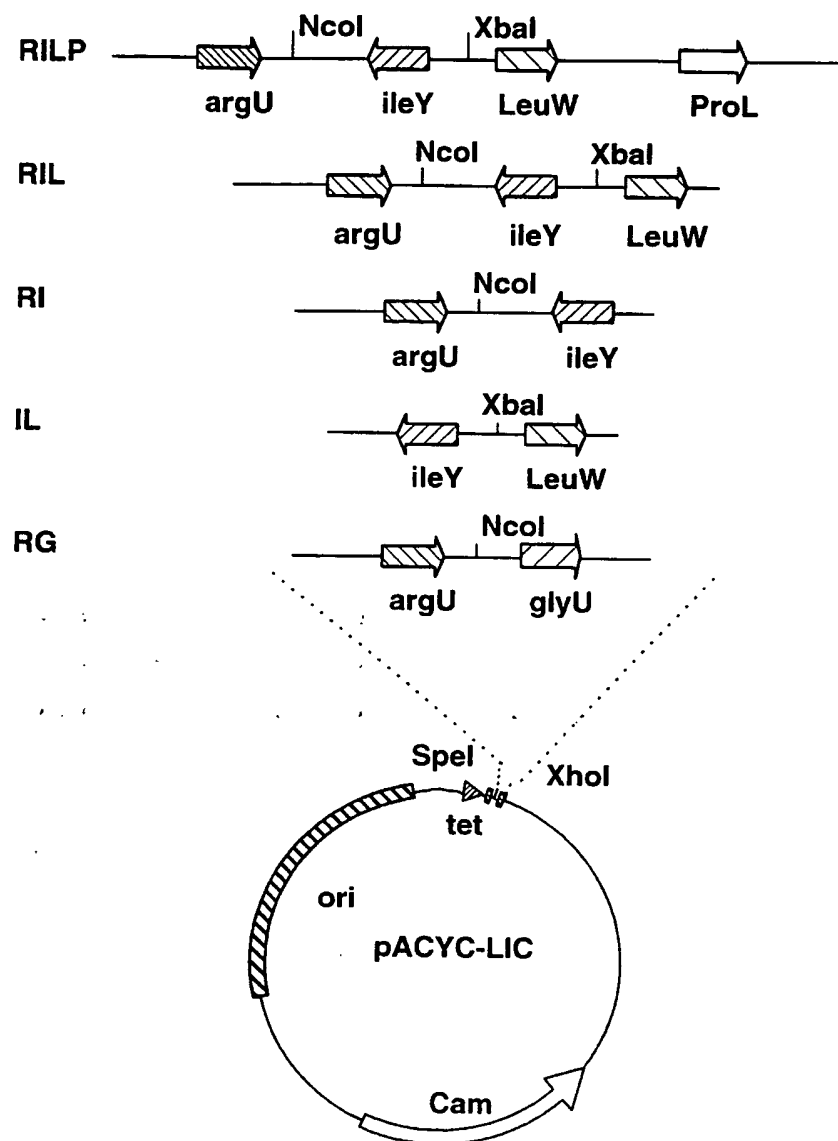 RILP NcoI XbaI
argU ileY LeuW ProL
RIL NcoI XbaI
argU ileY LeuW
RI NcoI
argU ileY
IL XbaI
ileY LeuW
RG NcoI
argU glyU
SpeI XhoI
tet
ori
pACYC-LIC
Cam